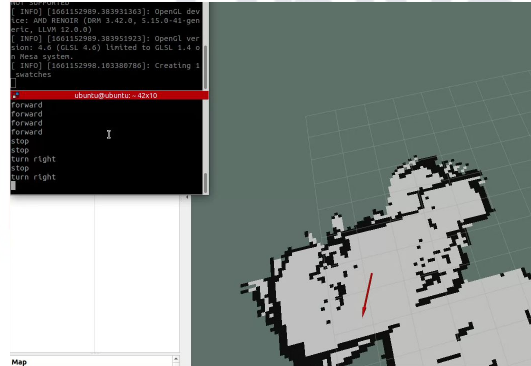 NOT SUPPORTED
[ INFO] [1661152989.383931363]: OpenGL dev
ice: AMD RENOIR (DRM 3.42.0, 5.15.0-41-gen
eric, LLVM 12.0.0)
[ INFO] [1661152989.383951923]: OpenGl ver
sion: 4.6 (GLSL 4.6) limited to GLSL 1.4 o
n Mesa system.
[ INFO] [1661152998.103380786]: Creating 1
swatches
ubuntu@ubuntu: ~ 42x10
forward
forward
forward
forward
stop
stop
turn right
stop
turn right
Map